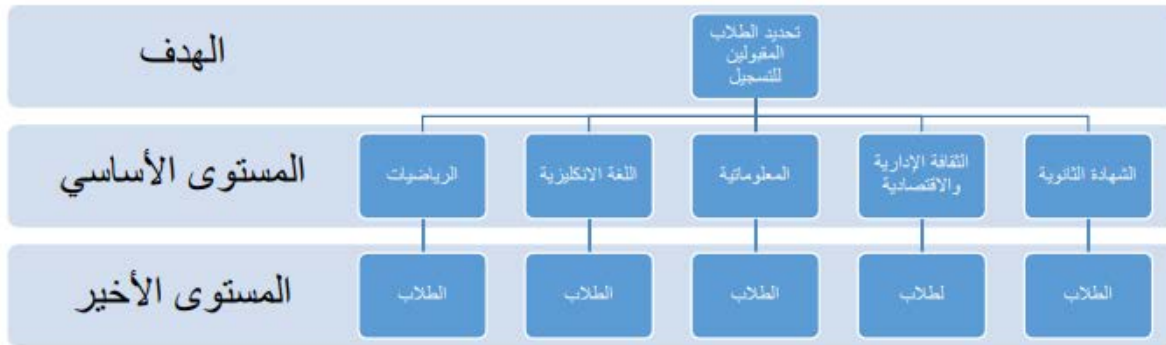 الهدف
تحديد الطلاب
المقبولين
للتسجيل
المستوى الأساسي
الشهادة الثانوية
الثقافة الإدارية
والاقتصادية
المعلوماتية
اللغة الانكليزية
الرياضيات
المستوى الأخير
الطلاب
لطلاب
الطلاب
الطلاب
الطلاب